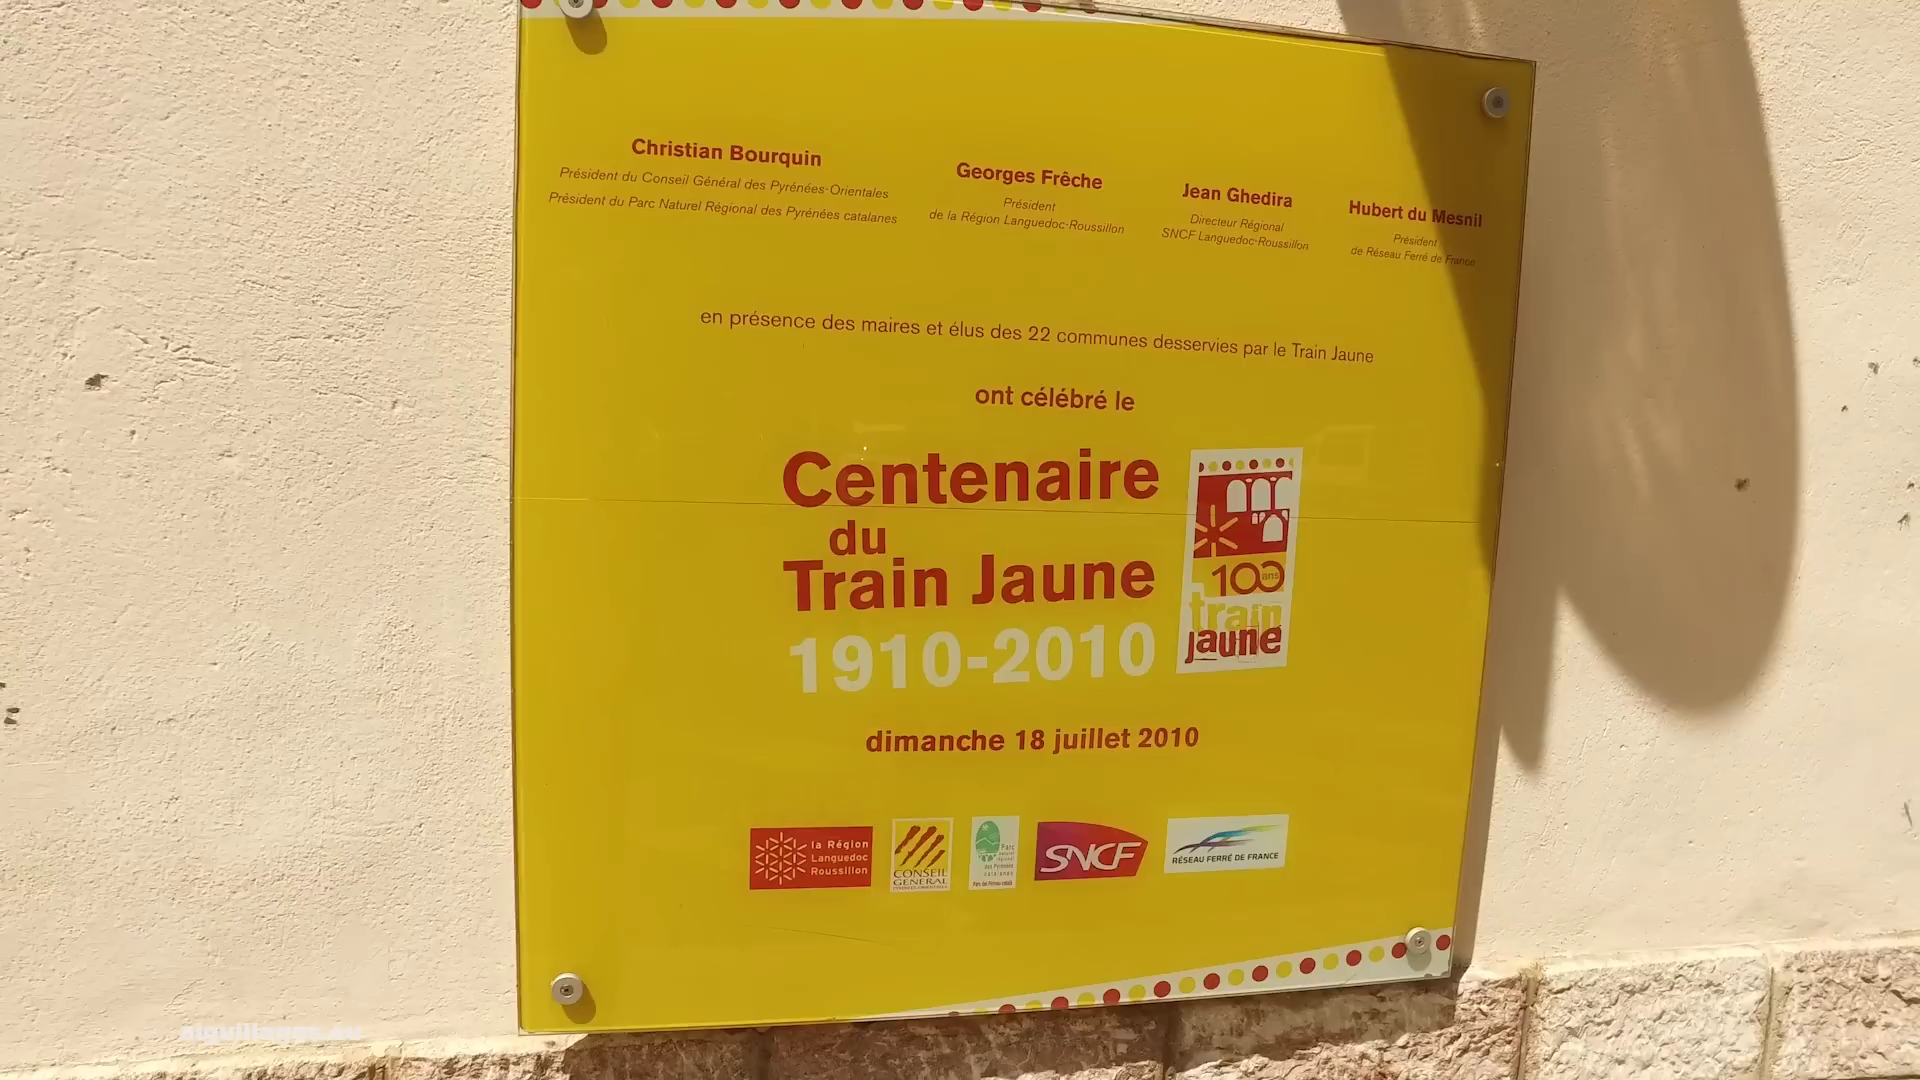 Christian Bourquin
Président du Conseil Général des Pyrénées-Orientales
Président du Parc Naturel Régional des Pyrénées catalanes
Georges Frêche
Président
de la Région Languedoc-Roussillon
Jean Ghedira
Directeur Régional
SNCF Languedoc-Roussillon
Hubert du Mesnil
Président
de Réseau Ferré de France
en présence des maires et élus des 22 communes desservies par le Train Jaune
ont célébré le
Centenaire
du
Train Jaune
1910-2010
100 ans
train
jaune
dimanche 18 juillet 2010
la Région
Languedoc
Roussillon
CONSEIL
GENERAL
Parc
naturel
régional
des Pyrénées
catalanes
SNCF
RÉSEAU FERRÉ DE FRANCE